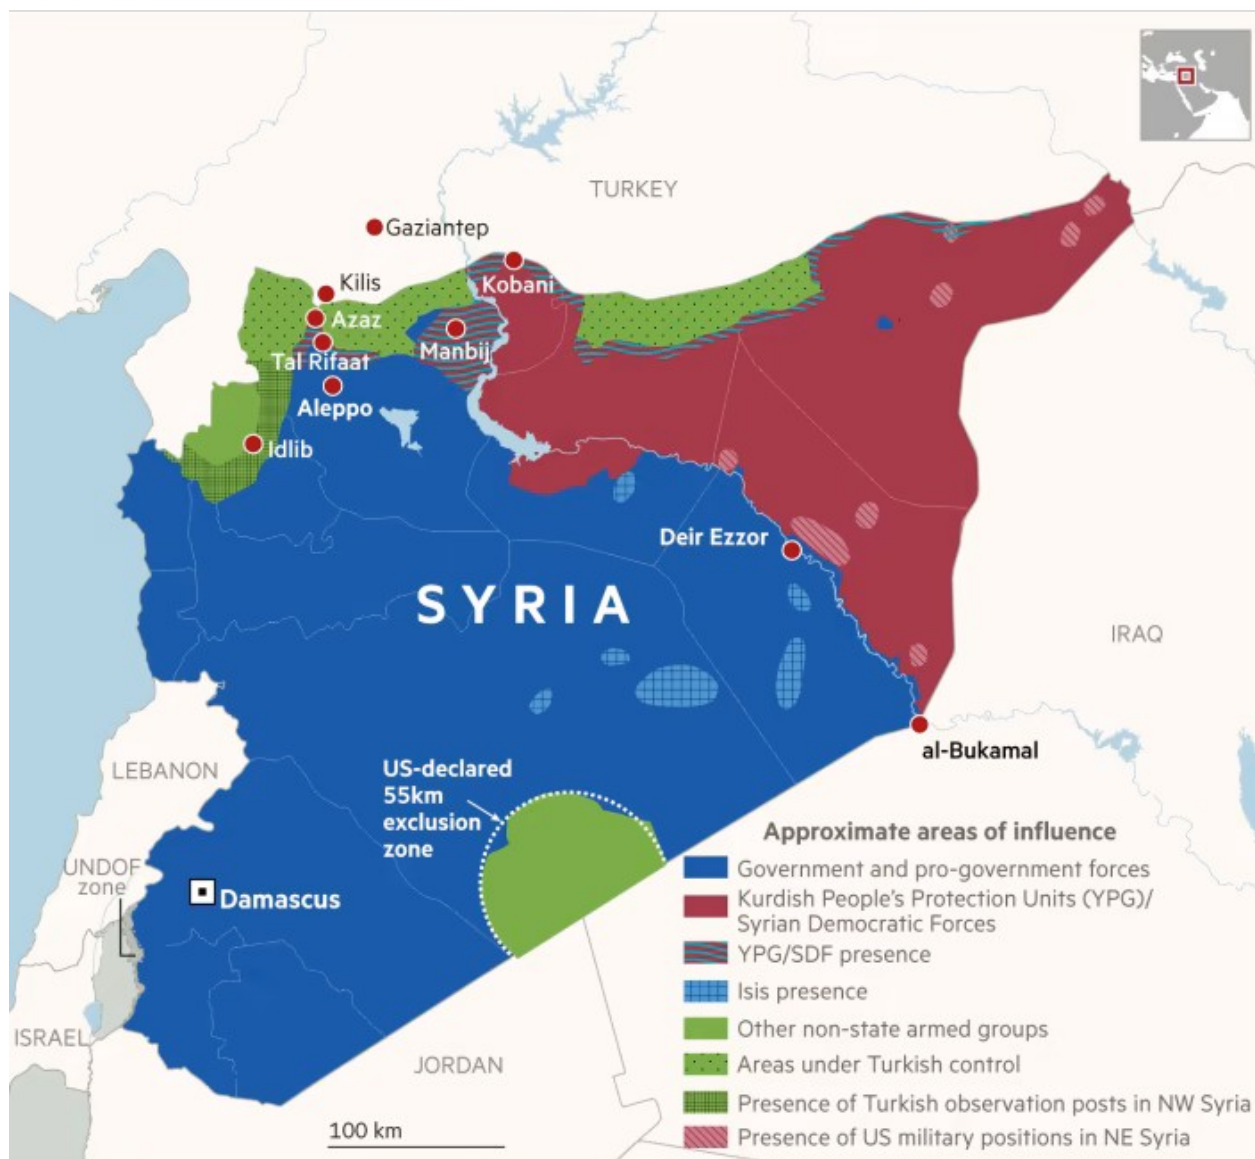 TURKEY
Gaziantep
Kilis
Kobani
Azaz
Tal Rifaat
Manbij
Aleppo
Idlib
Deir Ezzor
SYRIA
IRAQ
al-Bukamal
LEBANON
US-declared
55km
exclusion
zone
UNDOF
zone
Damascus
ISRAEL
JORDAN
100 km
Approximate areas of influence
Government and pro-government forces
Kurdish People's Protection Units (YPG)/
Syrian Democratic Forces
YPG/SDF presence
Isis presence
Other non-state armed groups
Areas under Turkish control
Presence of Turkish observation posts in NW Syria
Presence of US military positions in NE Syria